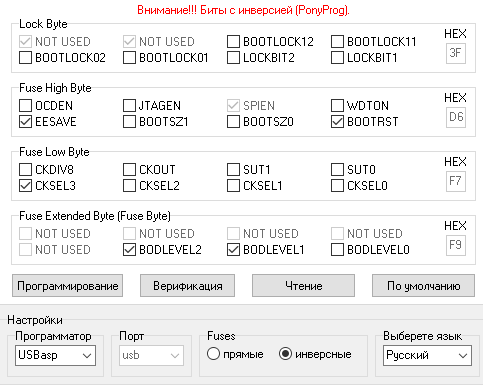 Внимание!!! Биты с инверсией (PonyProg).
Lock Byte
NOT USED NOT USED BOOTLOCK12 BOOTLOCK11 HEX
BOOTLOCK02 BOOTLOCK01 LOCKBIT2 LOCKBIT1 3F
Fuse High Byte
OCDEN JTAGEN SPIEN WDTON HEX
EESAVE BOOTSZ1 BOOTSZ0 BOOTRST D6
Fuse Low Byte
CKDIV8 CKOUT SUT1 SUT0 HEX
CKSEL3 CKSEL2 CKSEL1 CKSEL0 F7
Fuse Extended Byte (Fuse Byte)
NOT USED NOT USED NOT USED NOT USED HEX
NOT USED BODLEVEL2 BODLEVEL1 BODLEVEL0 F9
Программирование Верификация Чтение По умолчанию
Настройки
Программатор Порт Fuses Выберете язык
USBasp usb прямые инверсные Русский